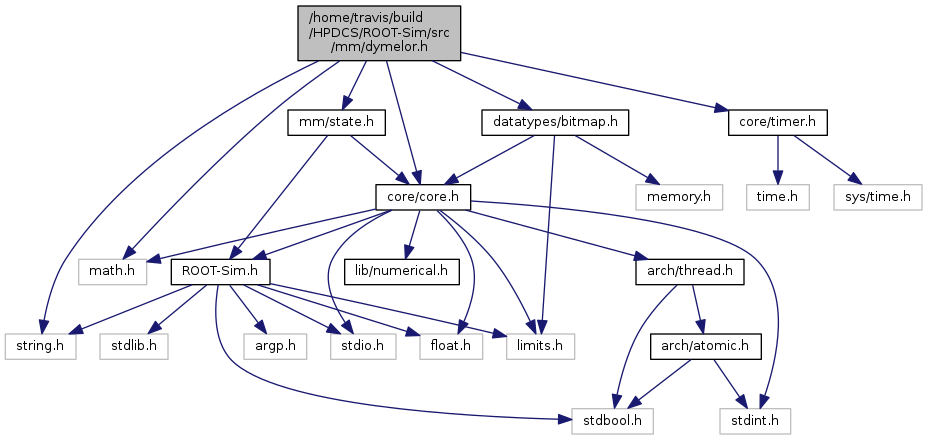 /home/travis/build
/HPDCS/ROOT-Sim/src
/mm/dymelor.h
mm/state.h
datatypes/bitmap.h
core/timer.h
core/core.h
memory.h
time.h
sys/time.h
math.h
ROOT-Sim.h
lib/numerical.h
arch/thread.h
string.h
stdlib.h
argp.h
stdio.h
float.h
limits.h
arch/atomic.h
stdbool.h
stdint.h